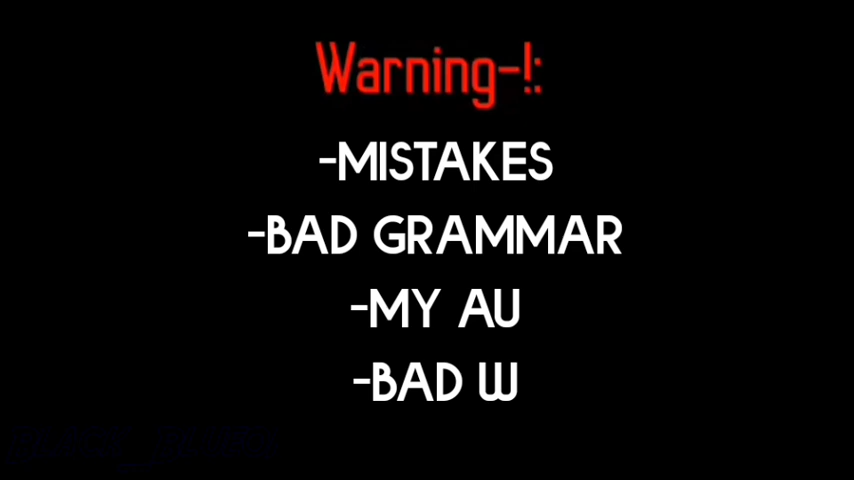 Warning-!:
-MISTAKES
-BAD GRAMMAR
-MY AU
-BAD W